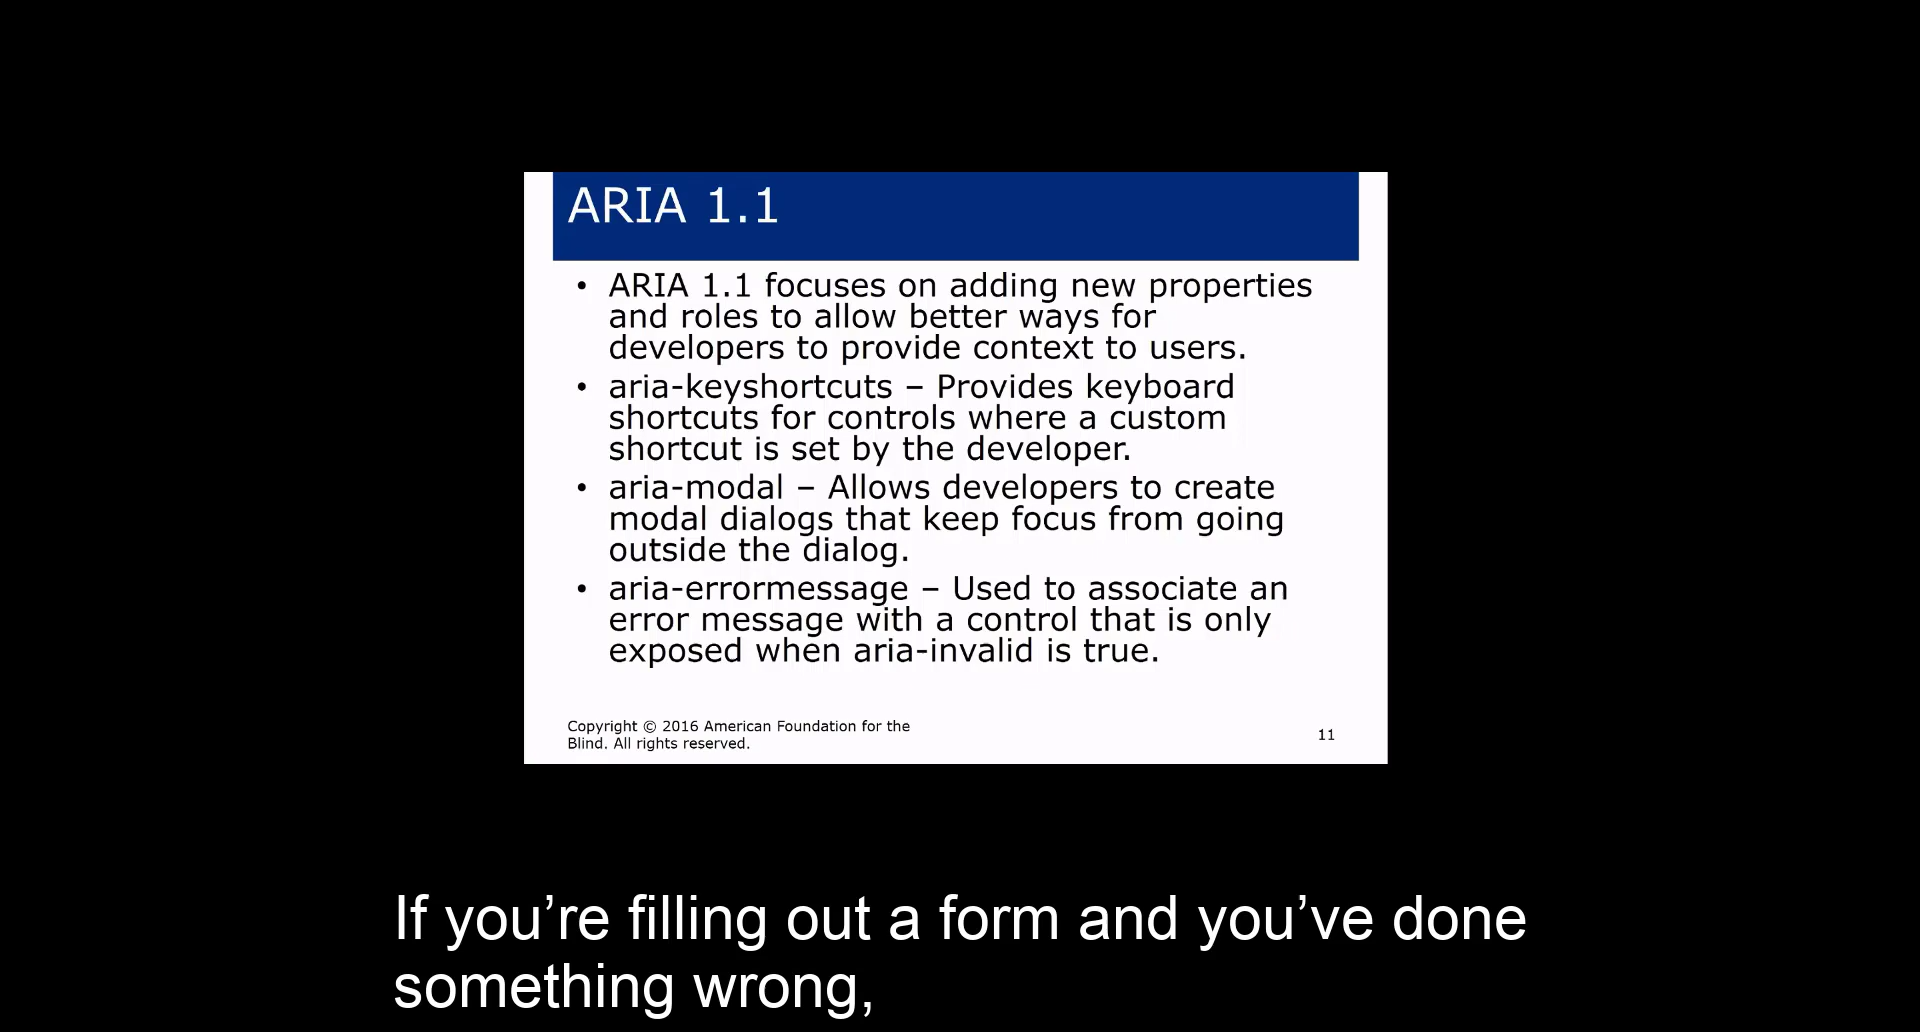 ARIA 1.1
• ARIA 1.1 focuses on adding new properties
and roles to allow better ways for
developers to provide context to users.
• aria-keyshortcuts – Provides keyboard
shortcuts for controls where a custom
shortcut is set by the developer.
• aria-modal – Allows developers to create
modal dialogs that keep focus from going
outside the dialog.
• aria-errormessage – Used to associate an
error message with a control that is only
exposed when aria-invalid is true.
Copyright © 2016 American Foundation for the
Blind. All rights reserved.
11
If you’re filling out a form and you’ve done
something wrong,